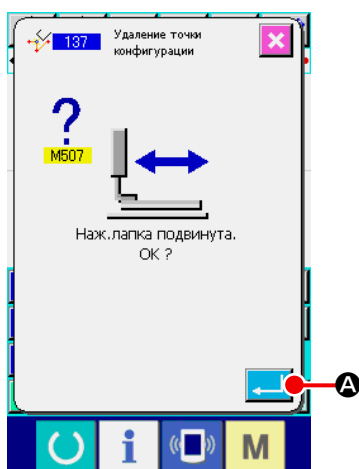 137
Удаление точки
конфигурации
?
M507
Наж.лапка подвинута.
OK ?
A
i
M